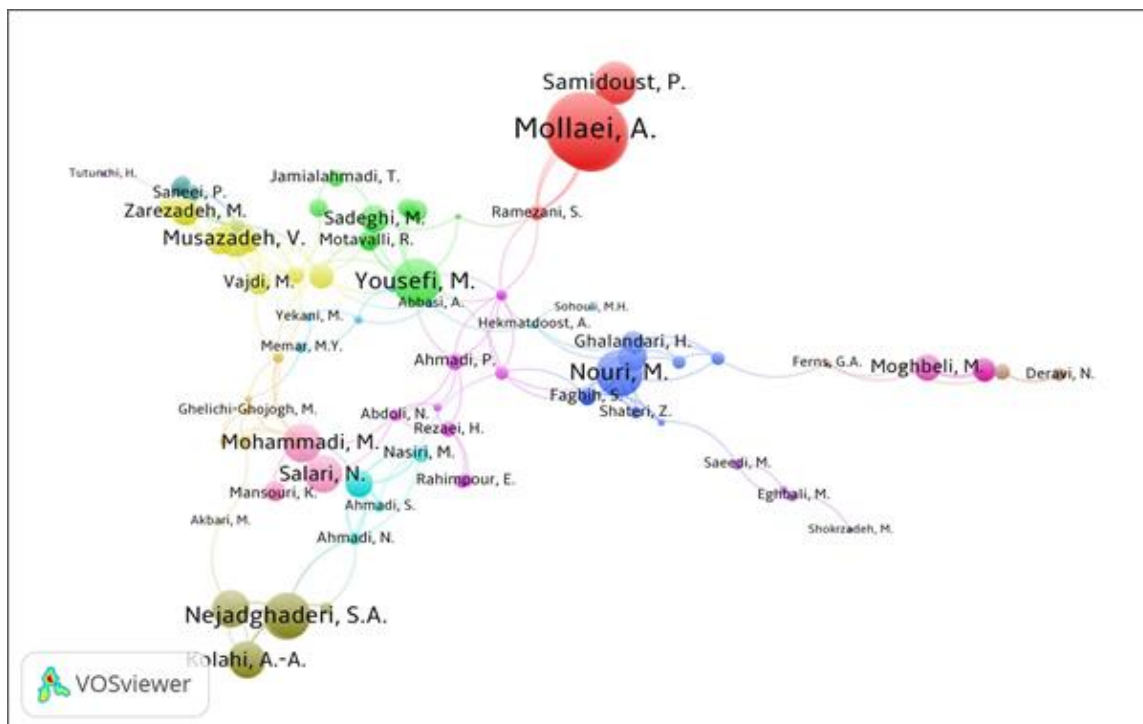 Samidoust, P.
Mollaei, A.
Tutunchi, H.
Jamialahmadi, T.
Saneei, P.
Zarezadeh, M.
Sadeghi, M.
Ramezani, S.
Musazadeh, V.
Motavalli, R.
Vajdi, M.
Yousefi, M.
Abbasi, A.
Sohouli, M.H.
Yekani, M.
Hekmatdoost, A.
Memar, M.Y.
Ghalandari, H.
Ahmadi, P.
Nouri, M.
Ferns, G.A.
Moghbeli, M.
Deravi, N.
Faghih, S.
Ghelichi-Ghojogh, M.
Abdoli, N.
Shateri, Z.
Rezaei, H.
Mohammadi, M.
Nasiri, M.
Saeedi, M.
Salari, N.
Rahimpour, E.
Mansouri, K.
Eghbali, M.
Ahmadi, S.
Akbari, M.
Shokrzadeh, M.
Ahmadi, N.
Nejadghaderi, S.A.
Kolahi, A.-A.
VOSviewer